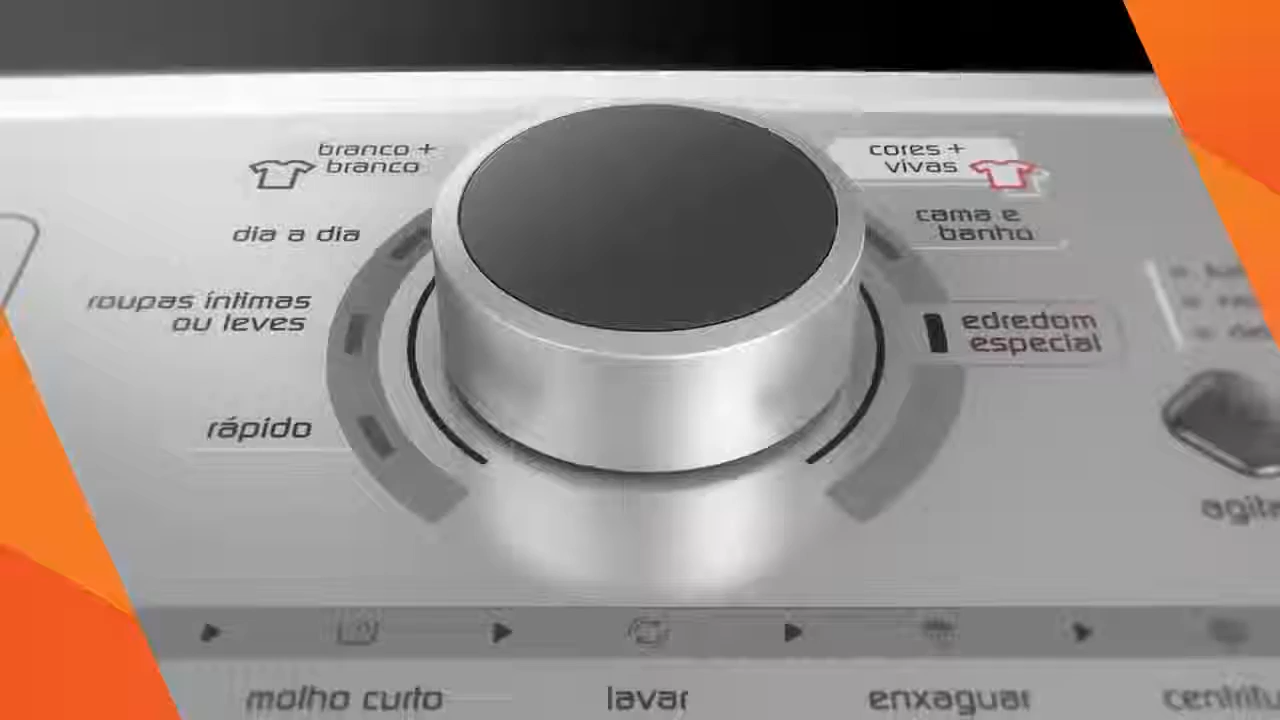 branco +
branco
cores +
vivas
dia a dia
cama e
banho
roupas íntimas
ou leves
edredom
especial
rápido
molho curto
lavar
enxaguar